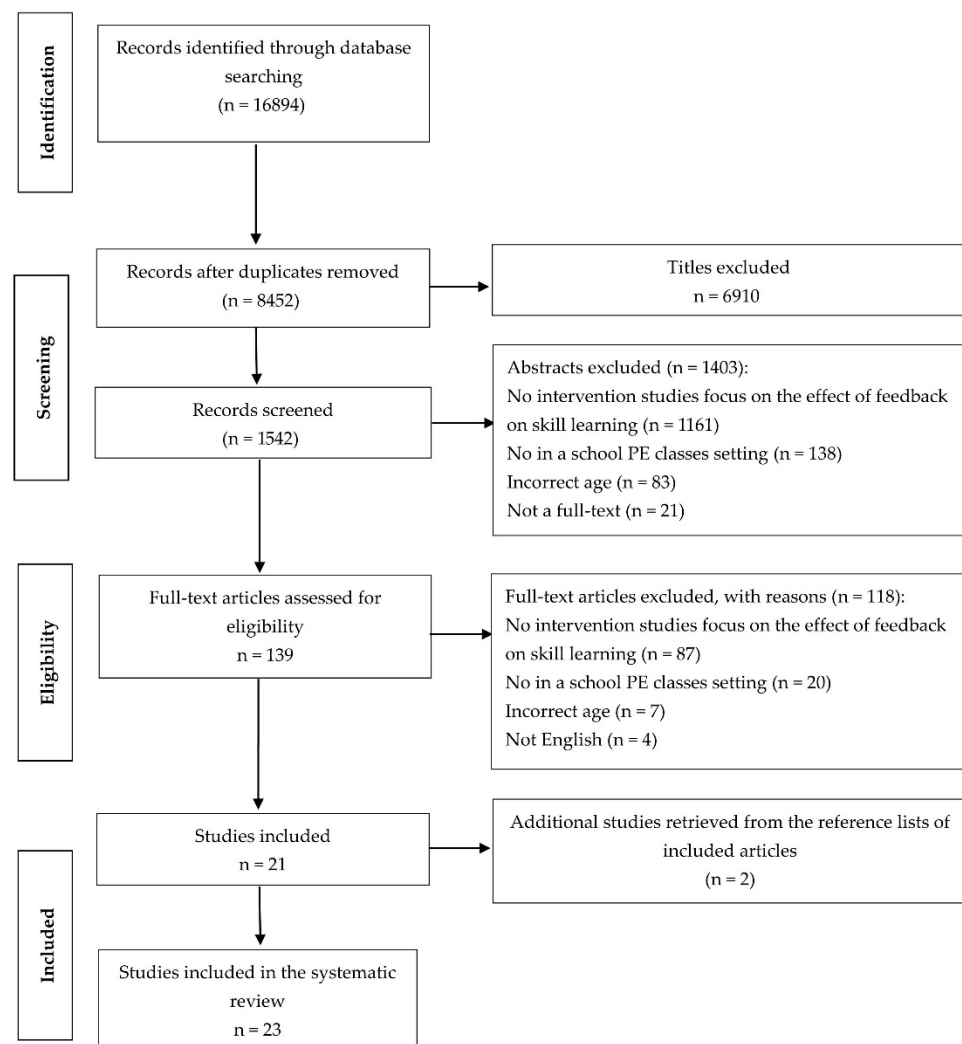 Identification
Records identified through database
searching
(n = 16894)
Screening
Records after duplicates removed
(n = 8452)
Titles excluded
n = 6910
Records screened
(n = 1542)
Abstracts excluded (n = 1403):
No intervention studies focus on the effect of feedback
on skill learning (n = 1161)
No in a school PE classes setting (n = 138)
Incorrect age (n = 83)
Not a full-text (n = 21)
Eligibility
Full-text articles assessed for
eligibility
n = 139
Full-text articles excluded, with reasons (n = 118):
No intervention studies focus on the effect of feedback
on skill learning (n = 87)
No in a school PE classes setting (n = 20)
Incorrect age (n = 7)
Not English (n = 4)
Included
Studies included
n = 21
Additional studies retrieved from the reference lists of
included articles
(n = 2)
Studies included in the systematic
review
n = 23